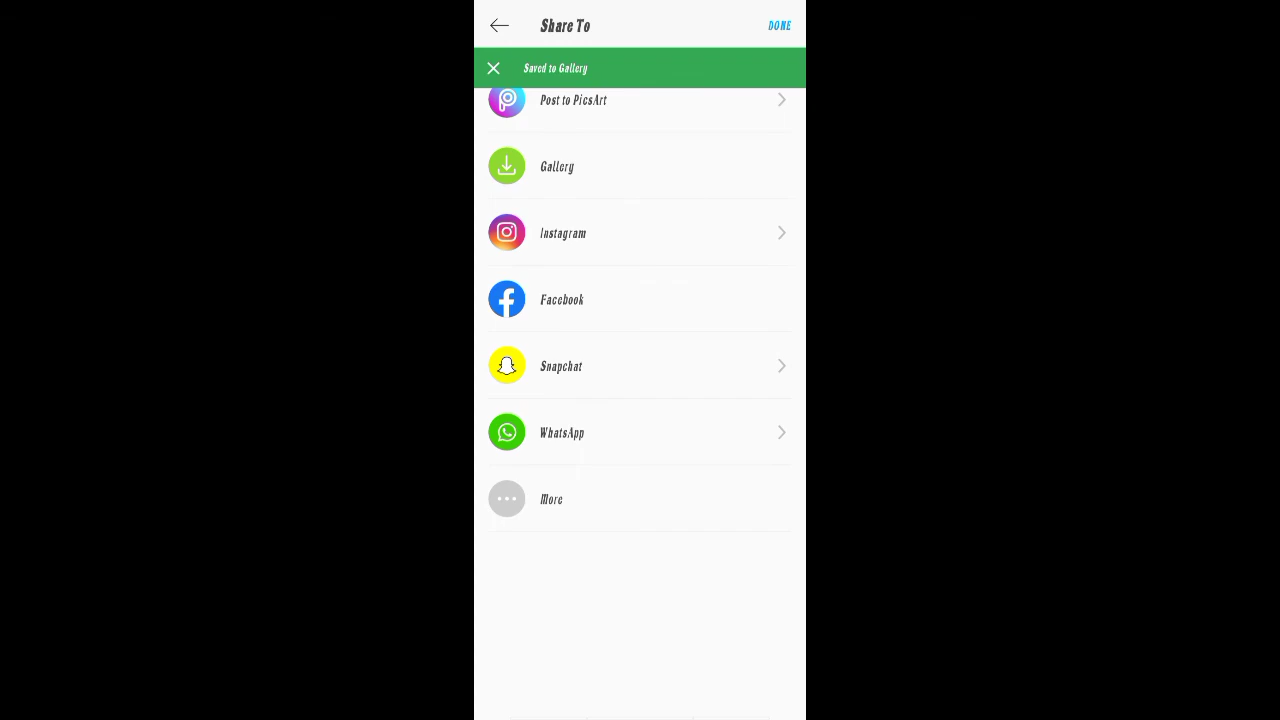 Share To
DONE
Saved to Gallery
Post to PicsArt
Gallery
Instagram
Facebook
Snapchat
WhatsApp
More